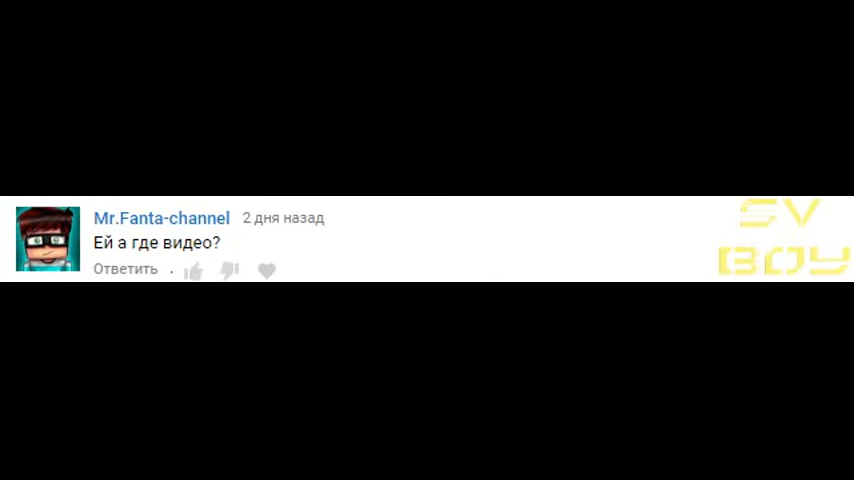 Mr.Fanta-channel 2 дня назад
Ей а где видео?
Ответить
SV
BOY